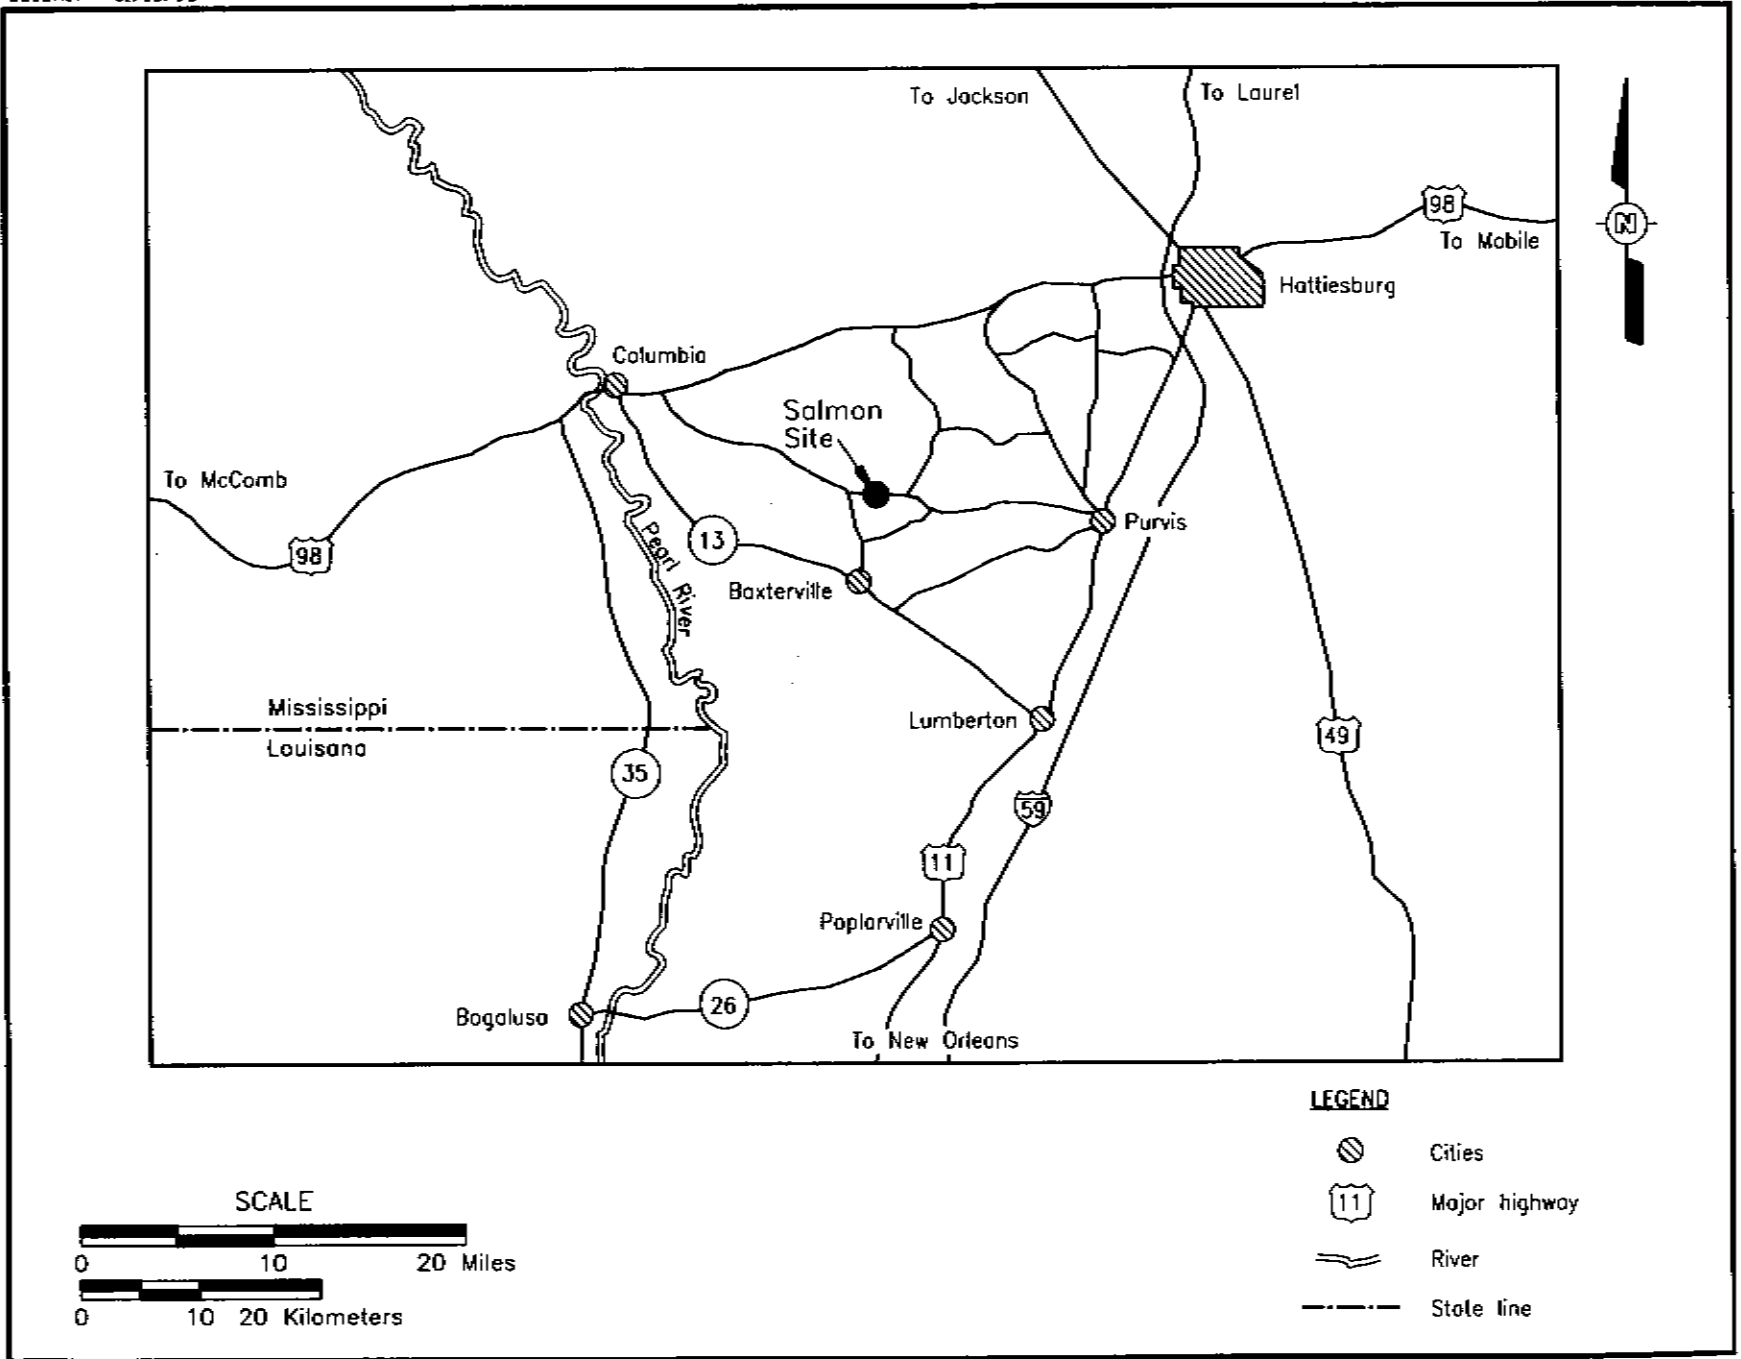 To Jackson
To Laurel
98
To Mobile
N
Hattiesburg
Columbia
Salmon
Site
To McComb
98
13
Pearl River
Purvis
Baxterville
Mississippi
Louisana
Lumberton
49
35
59
11
Poplarville
26
Bogalusa
To New Orleans
LEGEND
Cities
11 Major highway
River
State line
SCALE
0 10 20 Miles
0 10 20 Kilometers